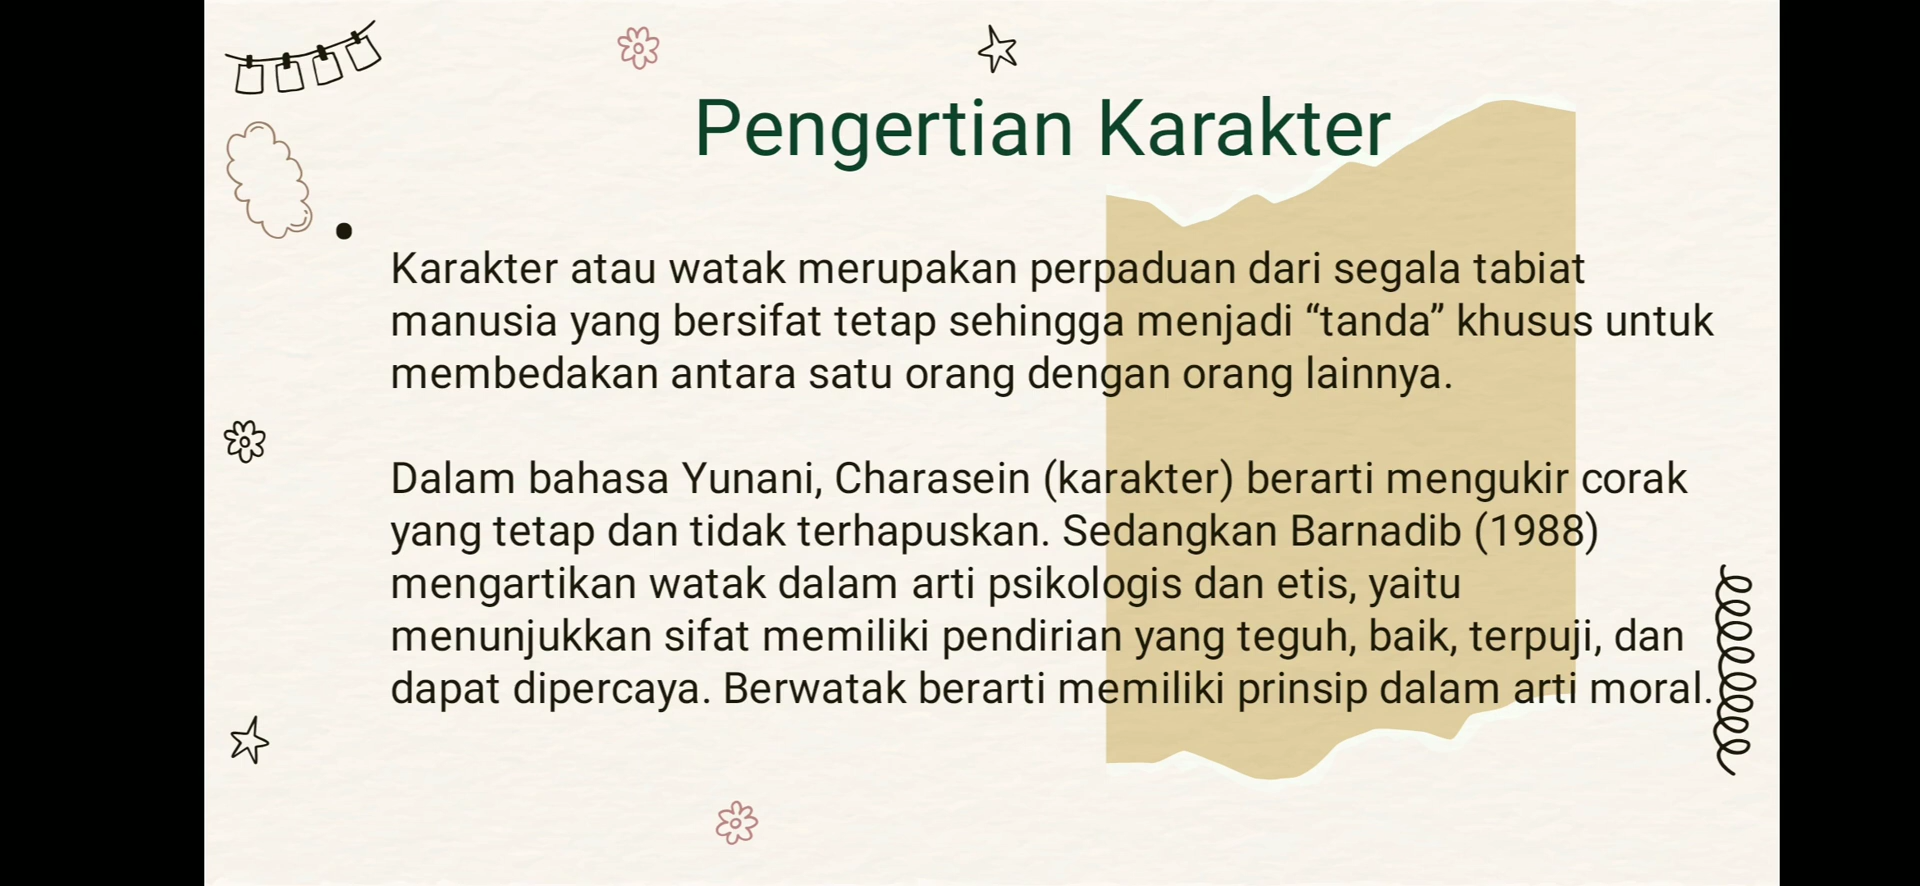 Pengertian Karakter
•
Karakter atau watak merupakan perpaduan dari segala tabiat
manusia yang bersifat tetap sehingga menjadi “tanda” khusus untuk
membedakan antara satu orang dengan orang lainnya.
Dalam bahasa Yunani, Charasein (karakter) berarti mengukir corak
yang tetap dan tidak terhapuskan. Sedangkan Barnadib (1988)
mengartikan watak dalam arti psikologis dan etis, yaitu
menunjukkan sifat memiliki pendirian yang teguh, baik, terpuji, dan
dapat dipercaya. Berwatak berarti memiliki prinsip dalam arti moral.